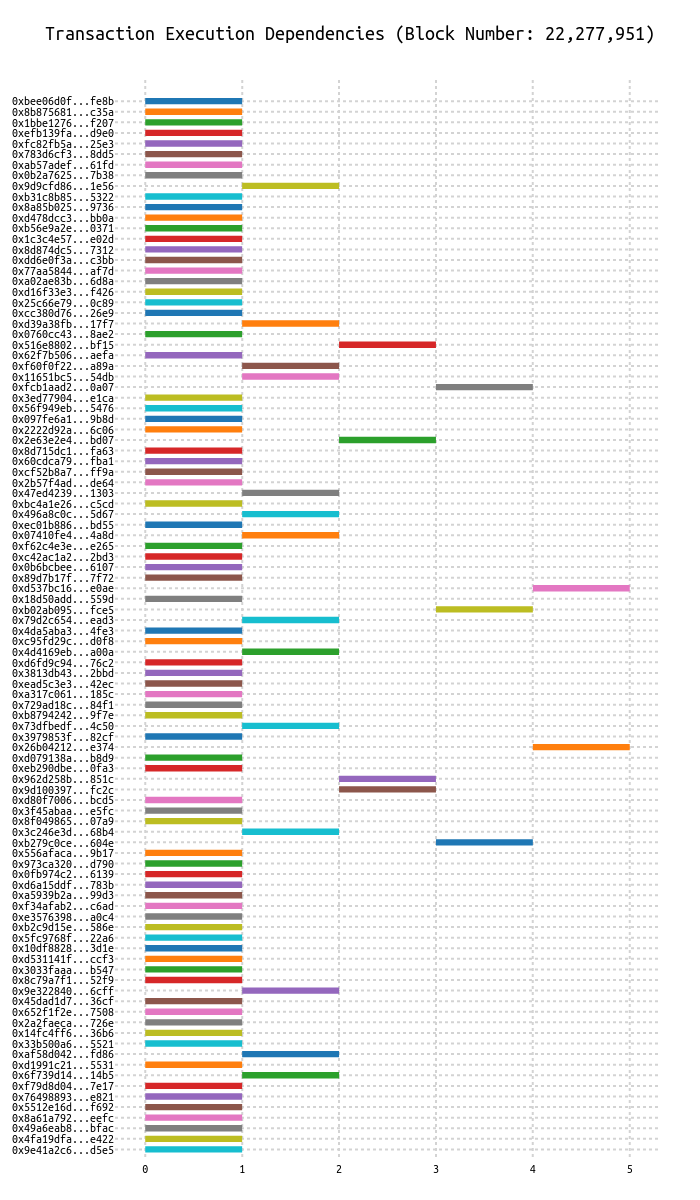 Transaction Execution Dependencies (Block Number: 22,277,951)
0xbee06d0f...fe8b
0x8b875681...c35a
0x1bbe1276...f207
0xefb139fa...d9e0
0xfc82fb5a...25e3
0x783d6cf3...8dd5
0xab57adef...61fd
0x0b2a7625...7b38
0x9d9cfd86...1e56
0xb31c8b85...5322
0x8a85b025...9736
0xd478dcc3...bb0a
0xb56e9a2e...0371
0x1c3c4e57...e02d
0x8d874dc5...7312
0xdd6e0f3a...c3bb
0x77aa5844...af7d
0xa02ae83b...6d8a
0xd16f33e3...f426
0x25c66e79...0c89
0xcc380d76...26e9
0xd39a38fb...17f7
0x0760cc43...8ae2
0x516e8802...bf15
0x62f7b506...aefa
0xf60f0f22...a89a
0x11651bc5...54db
0xfcb1aad2...0a07
0x3ed77904...e1ca
0x56f949eb...5476
0x097fe6a1...9b8d
0x2222d92a...6c06
0x2e63e2e4...bd07
0x8d715dc1...fa63
0x60cdca79...fba1
0xcf52b8a7...ff9a
0x2b57f4ad...de64
0x47ed4239...1303
0xbc4a1e26...c5cd
0x496a8c0c...5d67
0xec01b886...bd55
0x07410fe4...4a8d
0xf62c4e3e...e265
0xc42ac1a2...2bd3
0x0b6bcbee...6107
0x89d7b17f...7f72
0xd537bc16...e0ae
0x18d50add...559d
0xb02ab095...fce5
0x79d2c654...ead3
0x4da5aba3...4fe3
0xc95fd29c...d0f8
0x4d4169eb...a00a
0xd6fd9c94...76c2
0x3813db43...2bbd
0xead5c3e3...42ec
0xa317c061...185c
0x729ad18c...84f1
0xb8794242...9f7e
0x73dfbedf...4c50
0x3979853f...82cf
0x26b04212...e374
0xd079138a...b8d9
0xeb290dbe...0fa3
0x962d258b...851c
0x9d100397...fc2c
0xd80f7006...bcd5
0x3f45abaa...e5fc
0x8f049865...07a9
0x3c246e3d...68b4
0xb279c0ce...604e
0x556afaca...9b17
0x973ca320...d790
0x0fb974c2...6139
0xd6a15ddf...783b
0xa5939b2a...99d3
0xf34afab2...c6ad
0xe3576398...a0c4
0xb2c9d15e...586e
0x5fc9768f...22a6
0x10df8828...3d1e
0xd531141f...ccf3
0x3033faaa...b547
0x8c79a7f1...52f9
0x9e322840...6cff
0x45dad1d7...36cf
0x652f1f2e...7508
0x2a2faeca...726e
0x14fc4ff6...36b6
0x33b500a6...5521
0xaf58d042...fd86
0xd1991c21...5531
0x6f739d14...14b5
0xf79d8d04...7e17
0x76498893...e821
0x5512e16d...f692
0x8a61a792...eefc
0x49a6eab8...bfac
0x4fa19dfa...e422
0x9e41a2c6...d5e5
0 1 2 3 4 5